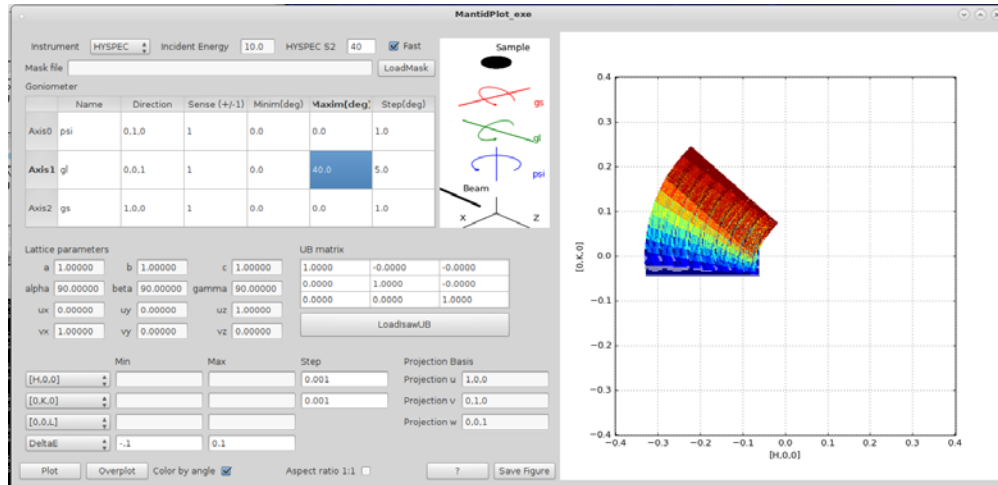 MantidPlot_exe
Instrument HYSPEC Incident Energy 10.0 HYSPEC S2 40 Fast
Mask file LoadMask
Goniometer
Name Direction Sense (+/-1) Minim(deg) Maxim(deg) Step(deg)
Axis0 psi 0,1,0 1 0.0 0.0 1.0
Axis1 gl 0,0,1 1 0.0 40.0 5.0
Axis2 gs 1,0,0 1 0.0 0.0 1.0
Sample
gs
gl
psi
Beam
X Z
Lattice parameters
a 1.00000 b 1.00000 c 1.00000
alpha 90.00000 beta 90.00000 gamma 90.00000
ux 0.00000 uy 0.00000 uz 1.00000
vx 1.00000 vy 0.00000 vz 0.00000
UB matrix
1.0000 -0.0000 -0.0000
0.0000 1.0000 -0.0000
0.0000 0.0000 1.0000
LoadIsawUB
Min Max Step Projection Basis
[H,0,0] 0.001 Projection u 1,0,0
[0,K,0] 0.001 Projection v 0,1,0
[0,0,L] Projection w 0,0,1
DeltaE -.1 0.1
Plot Overplot Color by angle Aspect ratio 1:1 ? Save Figure
0.4
0.3
0.2
0.1
0.0
−0.1
−0.2
−0.3
−0.4
[0,K,0]
−0.4 −0.3 −0.2 −0.1 0.0 0.1 0.2 0.3 0.4
[H,0,0]